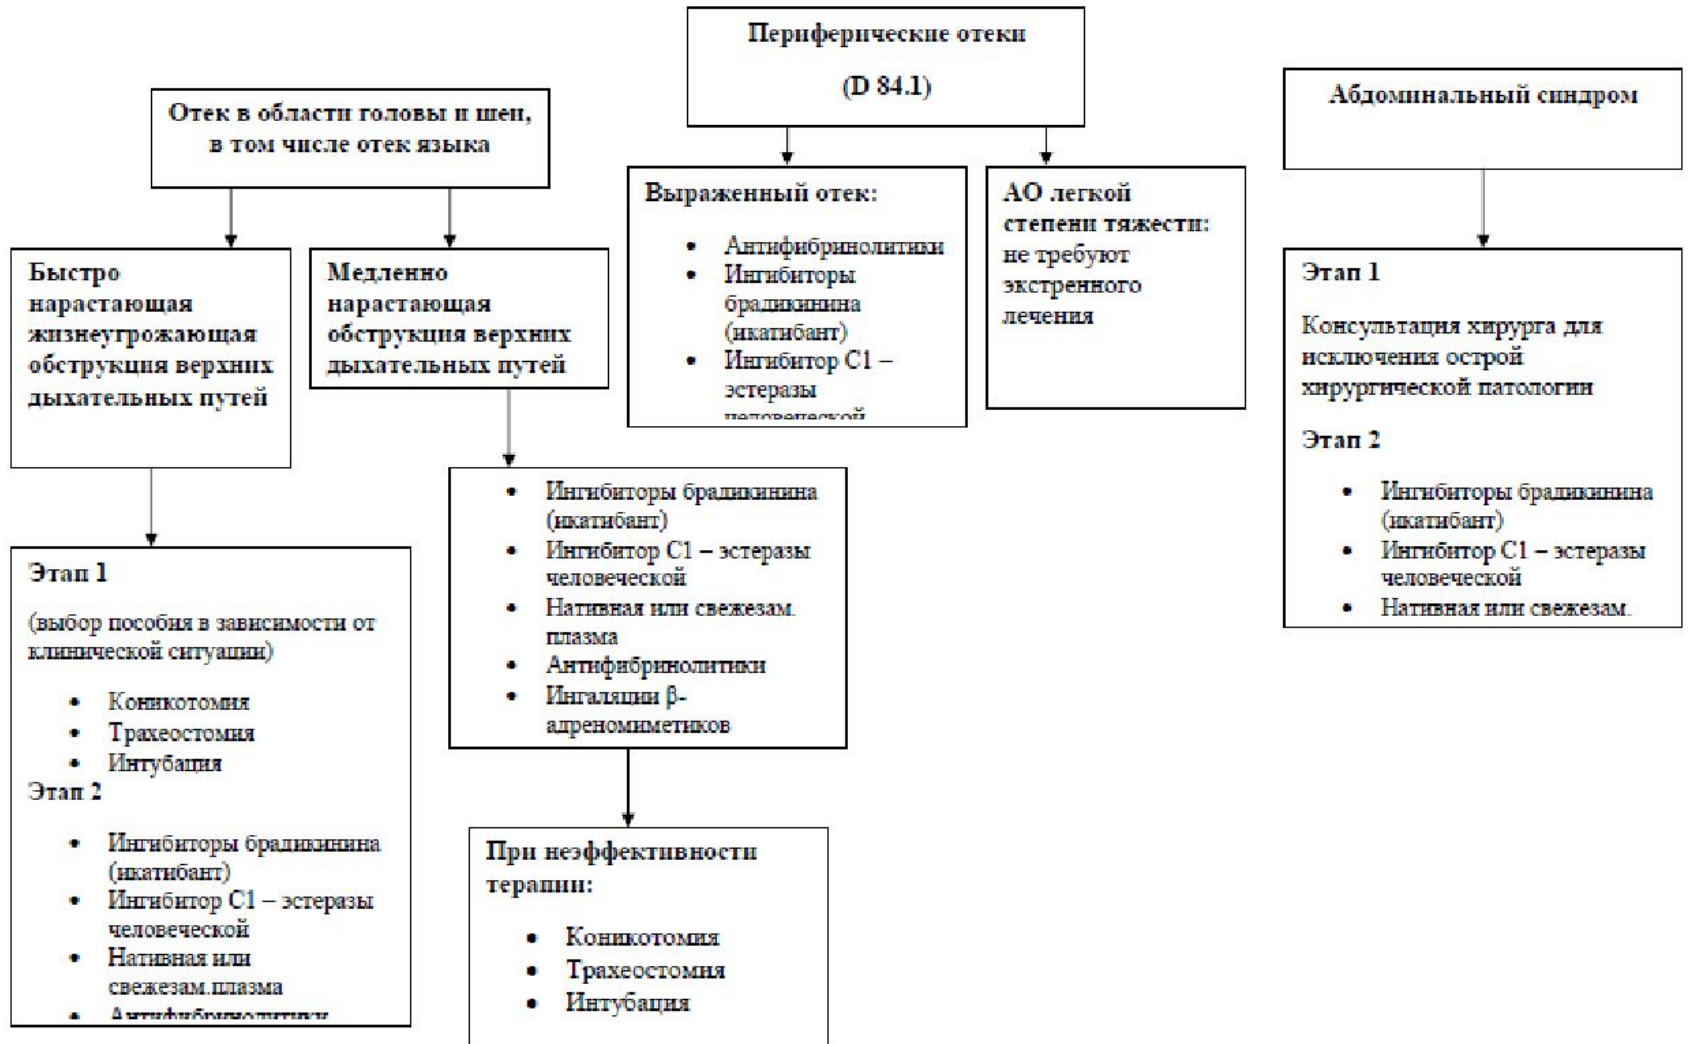 Отек в области головы и шеи,
в том числе отек языка
Быстро
нарастающая
жизнеугрожающая
обструкция верхних
дыхательных путей
Этап 1
(выбор пособия в зависимости от
клинической ситуации)
• Коникотомия
• Трахеостомия
• Интубация
Этап 2
• Ингибиторы брадикинина
(икатибант)
• Ингибитор С1 – эстеразы
человеческой
• Нативная или
свежезам.плазма
• Антифибринолитики
Медленно
нарастающая
обструкция верхних
дыхательных путей
• Ингибиторы брадикинина
(икатибант)
• Ингибитор С1 – эстеразы
человеческой
• Нативная или свежезам.
плазма
• Антифибринолитики
• Ингаляции β-
адреномиметиков
При неэффективности
терапии:
• Коникотомия
• Трахеостомия
• Интубация
Периферические отеки
(D 84.1)
Выраженный отек:
• Антифибринолитики
• Ингибиторы
брадикинина
(икатибант)
• Ингибитор С1 –
эстеразы
человеческой
АО легкой
степени тяжести:
не требуют
экстренного
лечения
Абдоминальный синдром
Этап 1
Консультация хирурга для
исключения острой
хирургической патологии
Этап 2
• Ингибиторы брадикинина
(икатибант)
• Ингибитор С1 – эстеразы
человеческой
• Нативная или свежезам.